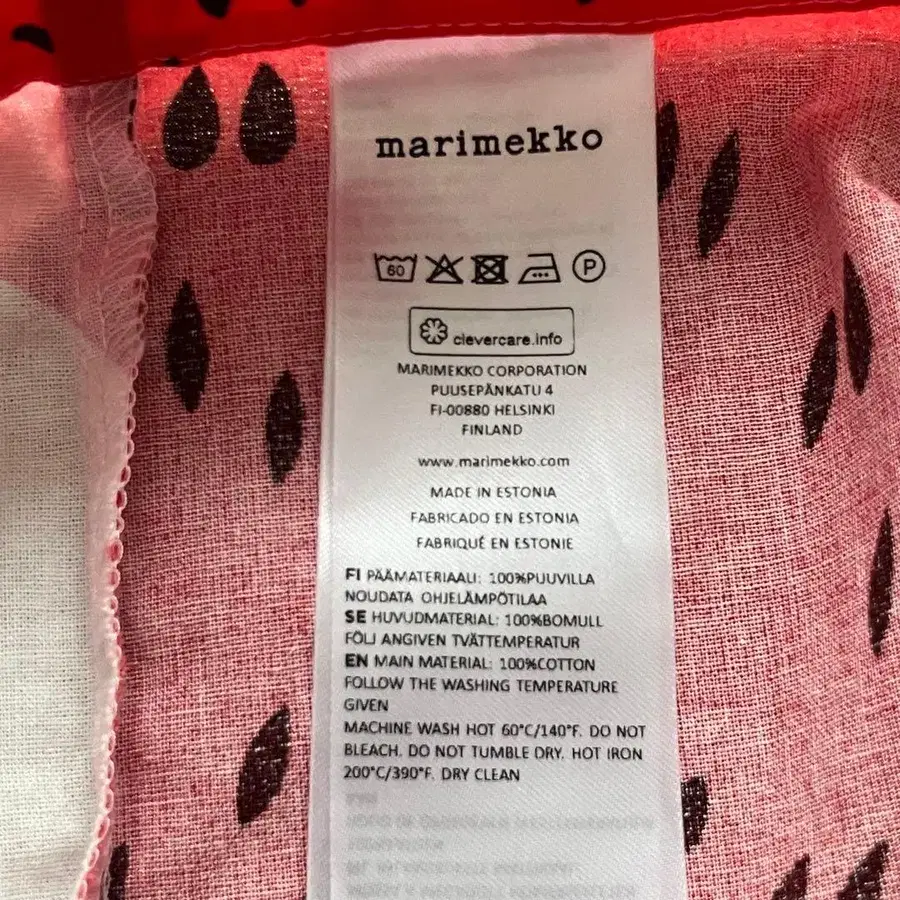 marimekko
60 P
clevercare.info
MARIMEKKO CORPORATION
PUUSEPÄNKATU 4
FI-00880 HELSINKI
FINLAND
www.marimekko.com
MADE IN ESTONIA
FABRICADO EN ESTONIA
FABRIQUÉ EN ESTONIE
FI PÄÄMATERIAALI: 100%PUUVILLA
NOUDATA OHJELÄMPÖTILAA
SE HUVUDMATERIAL: 100%BOMULL
FÖLJ ANGIVEN TVÄTTEMPERATUR
EN MAIN MATERIAL: 100%COTTON
FOLLOW THE WASHING TEMPERATURE
GIVEN
MACHINE WASH HOT 60°C/140°F. DO NOT
BLEACH. DO NOT TUMBLE DRY. HOT IRON
200°C/390°F. DRY CLEAN